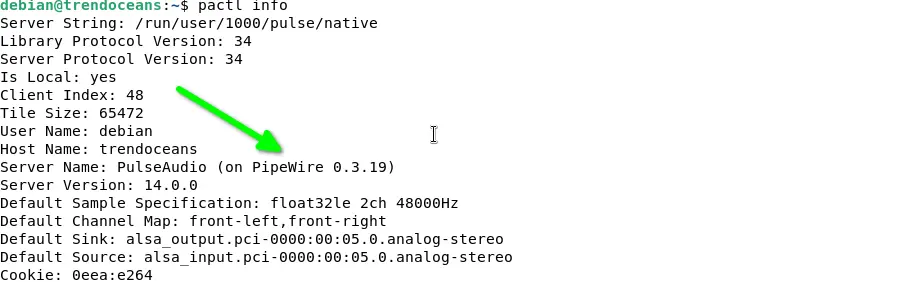 debian@trendoceans:~$ pactl info
Server String: /run/user/1000/pulse/native
Library Protocol Version: 34
Server Protocol Version: 34
Is Local: yes
Client Index: 48
Tile Size: 65472
User Name: debian
Host Name: trendoceans
Server Name: PulseAudio (on PipeWire 0.3.19)
Server Version: 14.0.0
Default Sample Specification: float32le 2ch 48000Hz
Default Channel Map: front-left,front-right
Default Sink: alsa_output.pci-0000:00:05.0.analog-stereo
Default Source: alsa_input.pci-0000:00:05.0.analog-stereo
Cookie: 0eea:e264